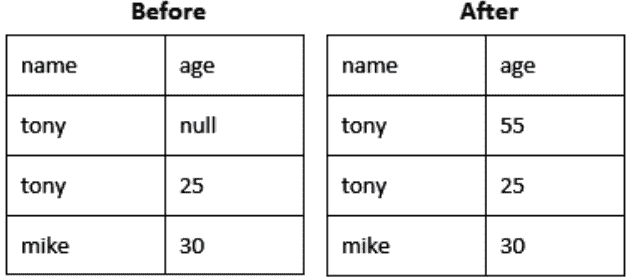 Before After
name age name age
tony null tony 55
tony 25 tony 25
mike 30 mike 30